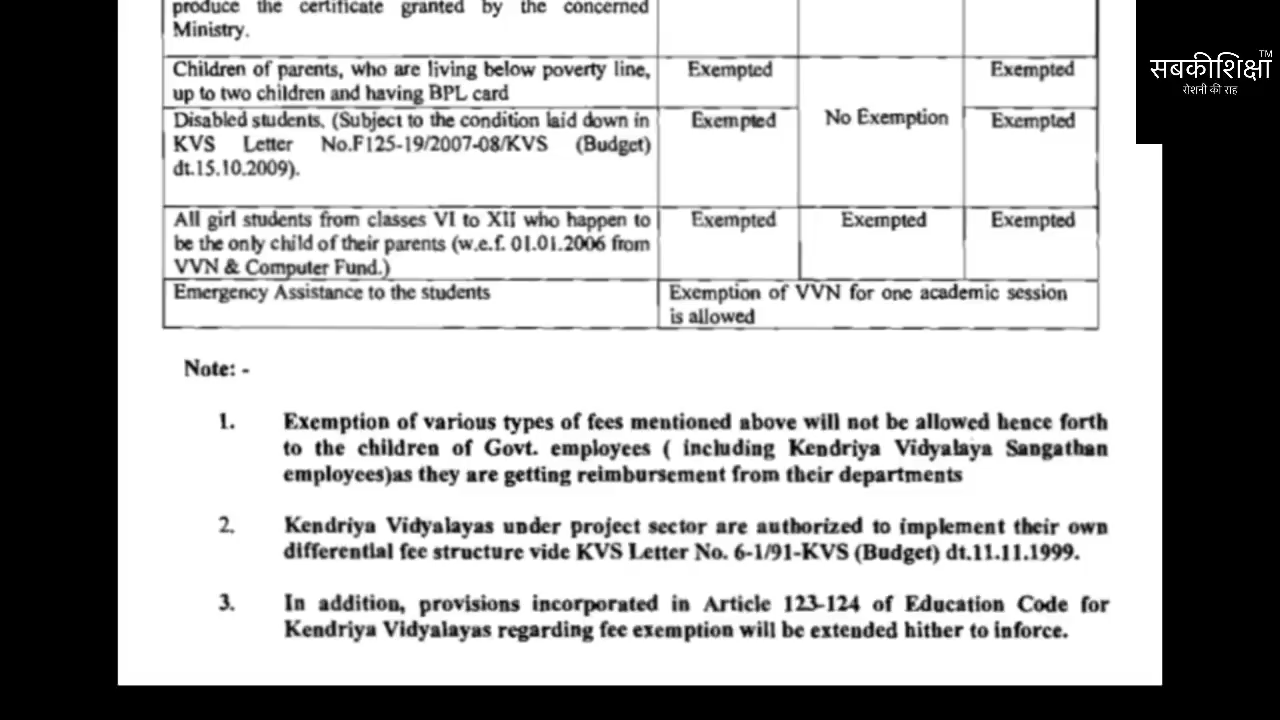 produce the certificate granted by the concerned
Ministry.
Children of parents, who are living below poverty line,
up to two children and having BPL card
Exempted
No Exemption
Exempted
Disabled students, (Subject to the condition laid down in
KVS Letter No.F125-19/2007-08/KVS (Budget)
dt.15.10.2009).
Exempted
Exempted
All girl students from classes VI to XII who happen to
be the only child of their parents (w.e.f. 01.01.2006 from
VVN & Computer Fund.)
Exempted
Exempted
Exempted
Emergency Assistance to the students
Exemption of VVN for one academic session
is allowed
Note: -
1. Exemption of various types of fees mentioned above will not be allowed hence forth
to the children of Govt. employees ( including Kendriya Vidyalaya Sangathan
employees)as they are getting reimbursement from their departments
2. Kendriya Vidyalayas under project sector are authorized to implement their own
differential fee structure vide KVS Letter No. 6-1/91-KVS (Budget) dt.11.11.1999.
3. In addition, provisions incorporated in Article 123-124 of Education Code for
Kendriya Vidyalayas regarding fee exemption will be extended hither to inforce.
सबकीशिक्षा™
रोशनी की राह